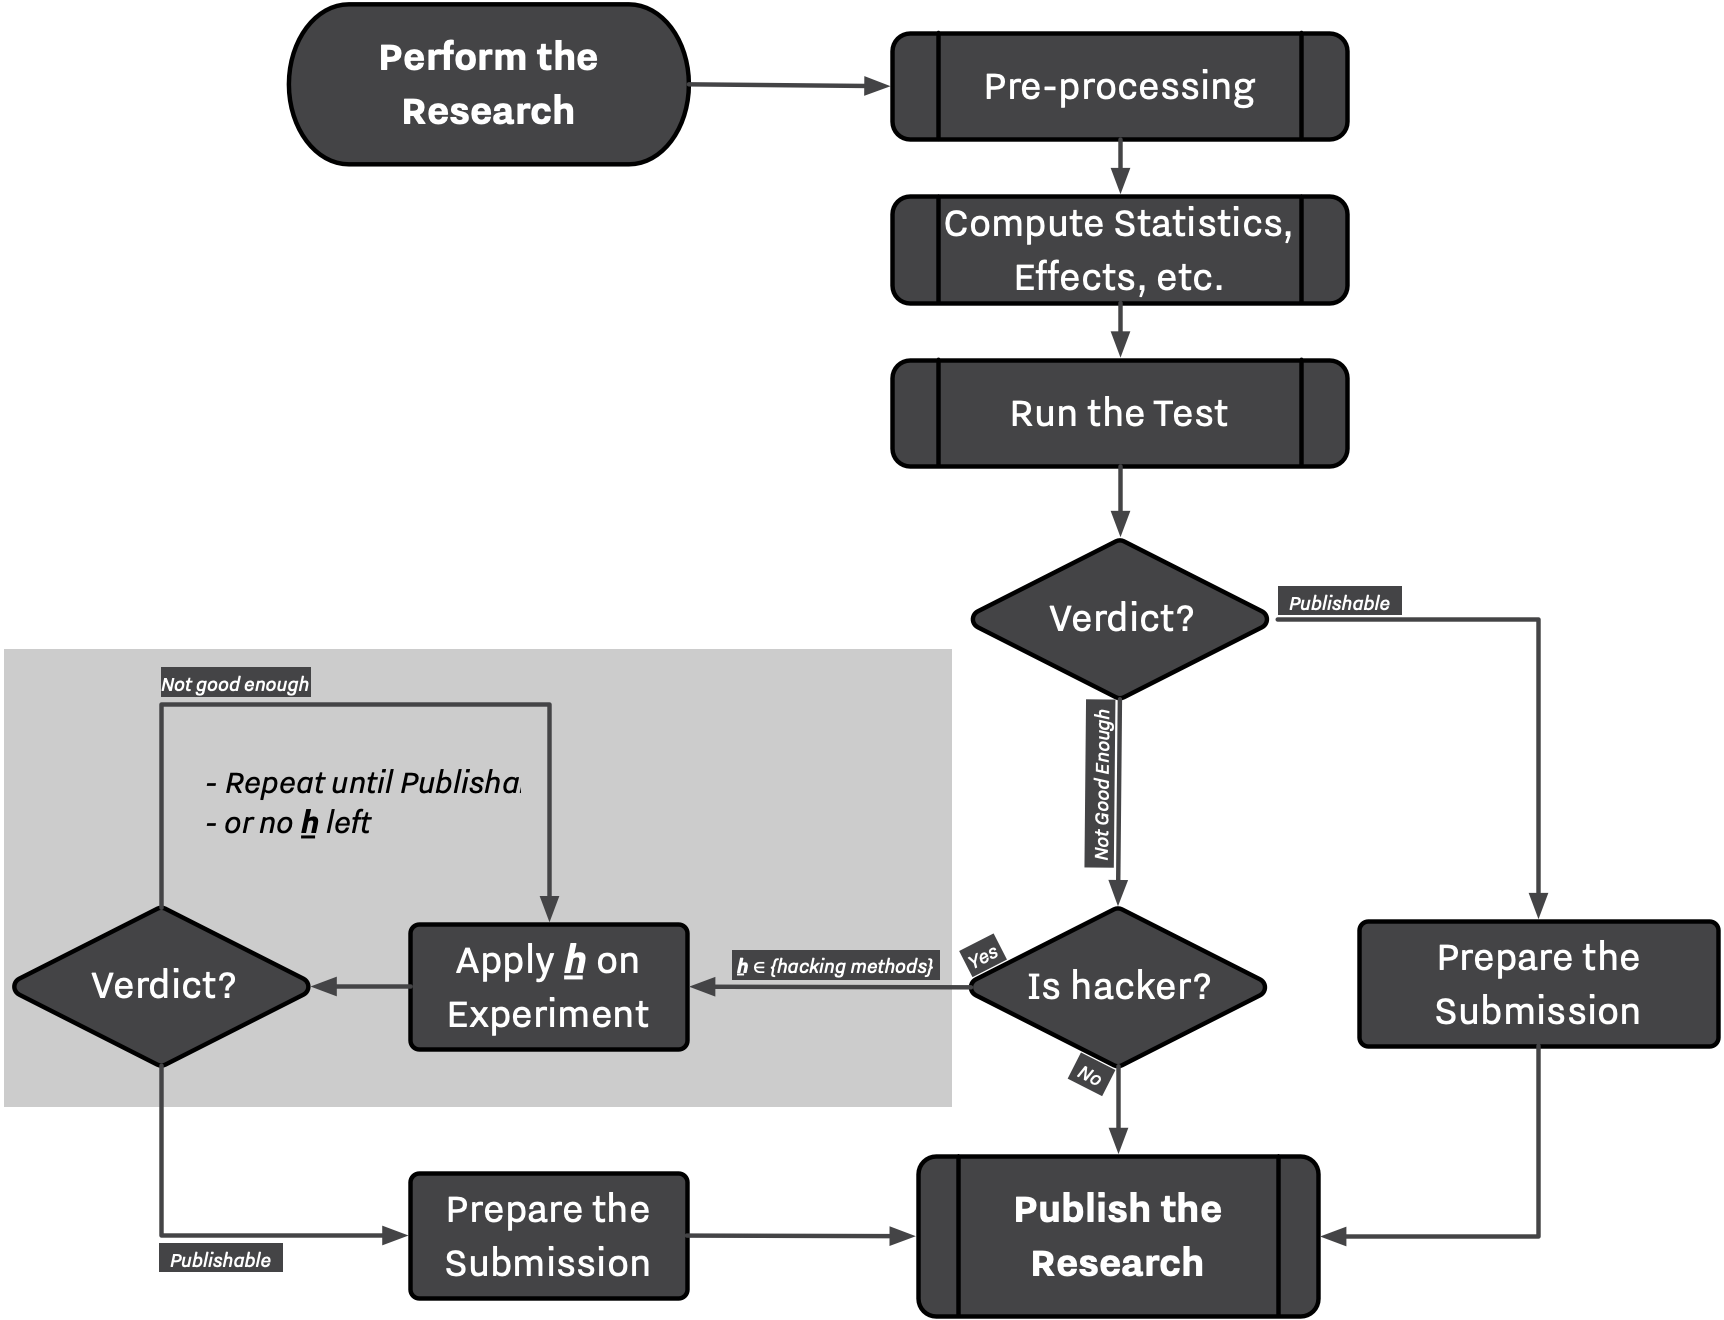 Perform the
Research
Pre-processing
Compute Statistics,
Effects, etc.
Run the Test
Verdict?
Publishable
Not Good Enough
Not good enough
- Repeat until Publisha
- or no h left
Verdict?
Apply h on
Experiment
h ∈ {hacking methods}
Yes
Is hacker?
No
Prepare the
Submission
Publishable
Prepare the
Submission
Publish the
Research